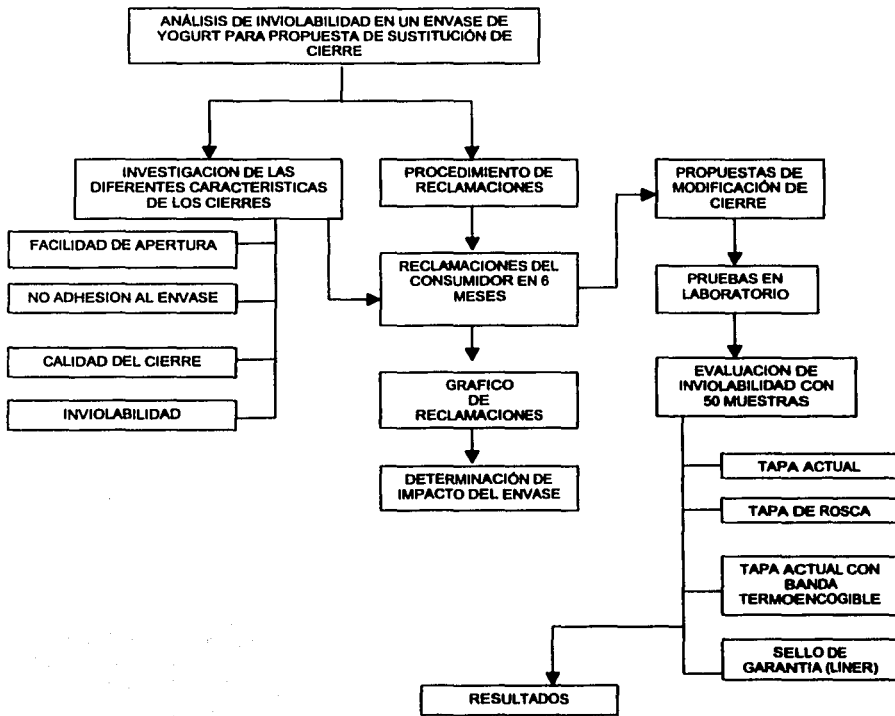 ANÁLISIS DE INVIOLABILIDAD EN UN ENVASE DE
YOGURT PARA PROPUESTA DE SUSTITUCIÓN DE
CIERRE
INVESTIGACION DE LAS
DIFERENTES CARACTERISTICAS
DE LOS CIERRES
FACILIDAD DE APERTURA
NO ADHESION AL ENVASE
CALIDAD DEL CIERRE
INVIOLABILIDAD
PROCEDIMIENTO DE
RECLAMACIONES
RECLAMACIONES DEL
CONSUMIDOR EN 6
MESES
GRAFICO
DE
RECLAMACIONES
DETERMINACIÓN DE
IMPACTO DEL ENVASE
PROPUESTAS DE
MODIFICACIÓN DE
CIERRE
PRUEBAS EN
LABORATORIO
EVALUACION DE
INVIOLABILIDAD CON
50 MUESTRAS
TAPA ACTUAL
TAPA DE ROSCA
TAPA ACTUAL CON
BANDA
TERMOENCOGIBLE
SELLO DE
GARANTIA (LINER)
RESULTADOS